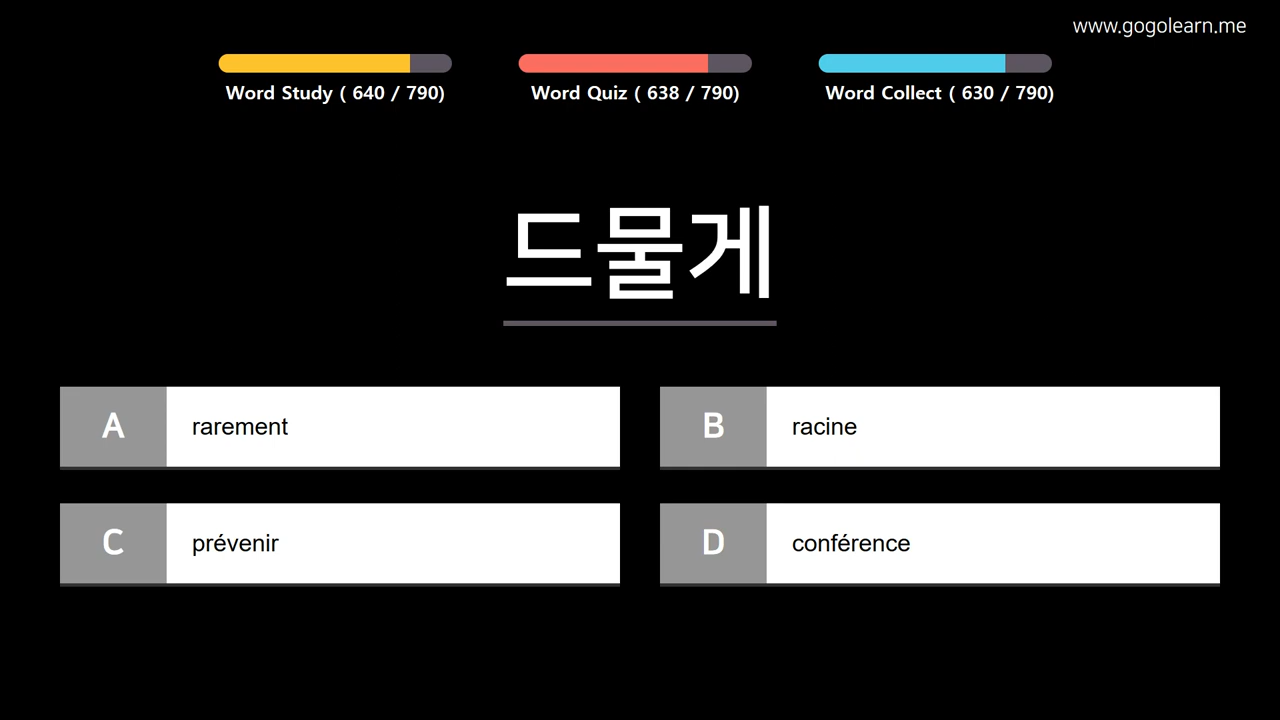 www.gogolearn.me
Word Study ( 640 / 790)
Word Quiz ( 638 / 790)
Word Collect ( 630 / 790)
드물게
A rarement
B racine
C prévenir
D conférence